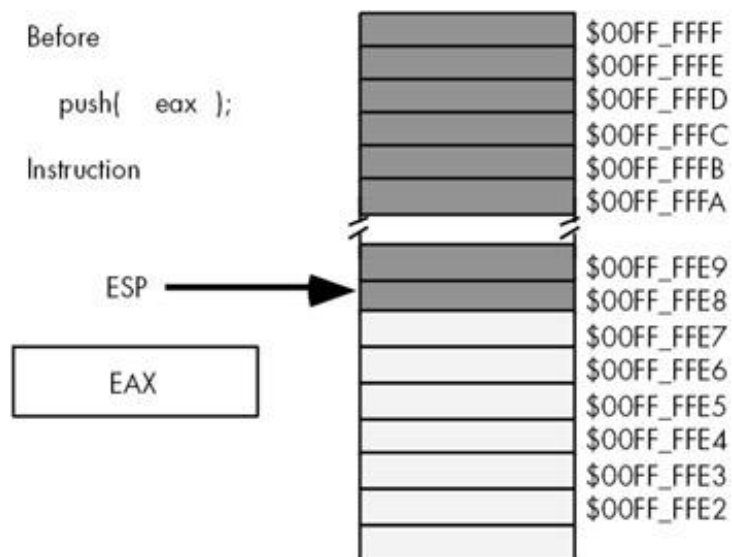 Before
push( eax );
Instruction
ESP
EAX
$00FF_FFFF
$00FF_FFFE
$00FF_FFFD
$00FF_FFFC
$00FF_FFFB
$00FF_FFFA
$00FF_FFE9
$00FF_FFE8
$00FF_FFE7
$00FF_FFE6
$00FF_FFE5
$00FF_FFE4
$00FF_FFE3
$00FF_FFE2